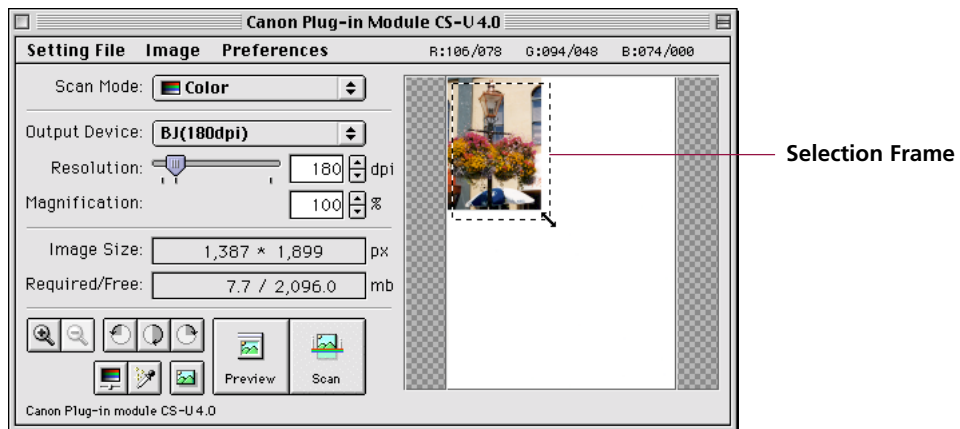 Canon Plug-in Module CS-U 4.0
Setting File Image Preferences R:106/078 G:094/048 B:074/000
Scan Mode: Color
Output Device: BJ(180dpi)
Resolution: 180 dpi
Magnification: 100 %
Image Size: 1,387 * 1,899 px
Required/Free: 7.7 / 2,096.0 mb
Preview Scan
Canon Plug-in module CS-U 4.0
Selection Frame